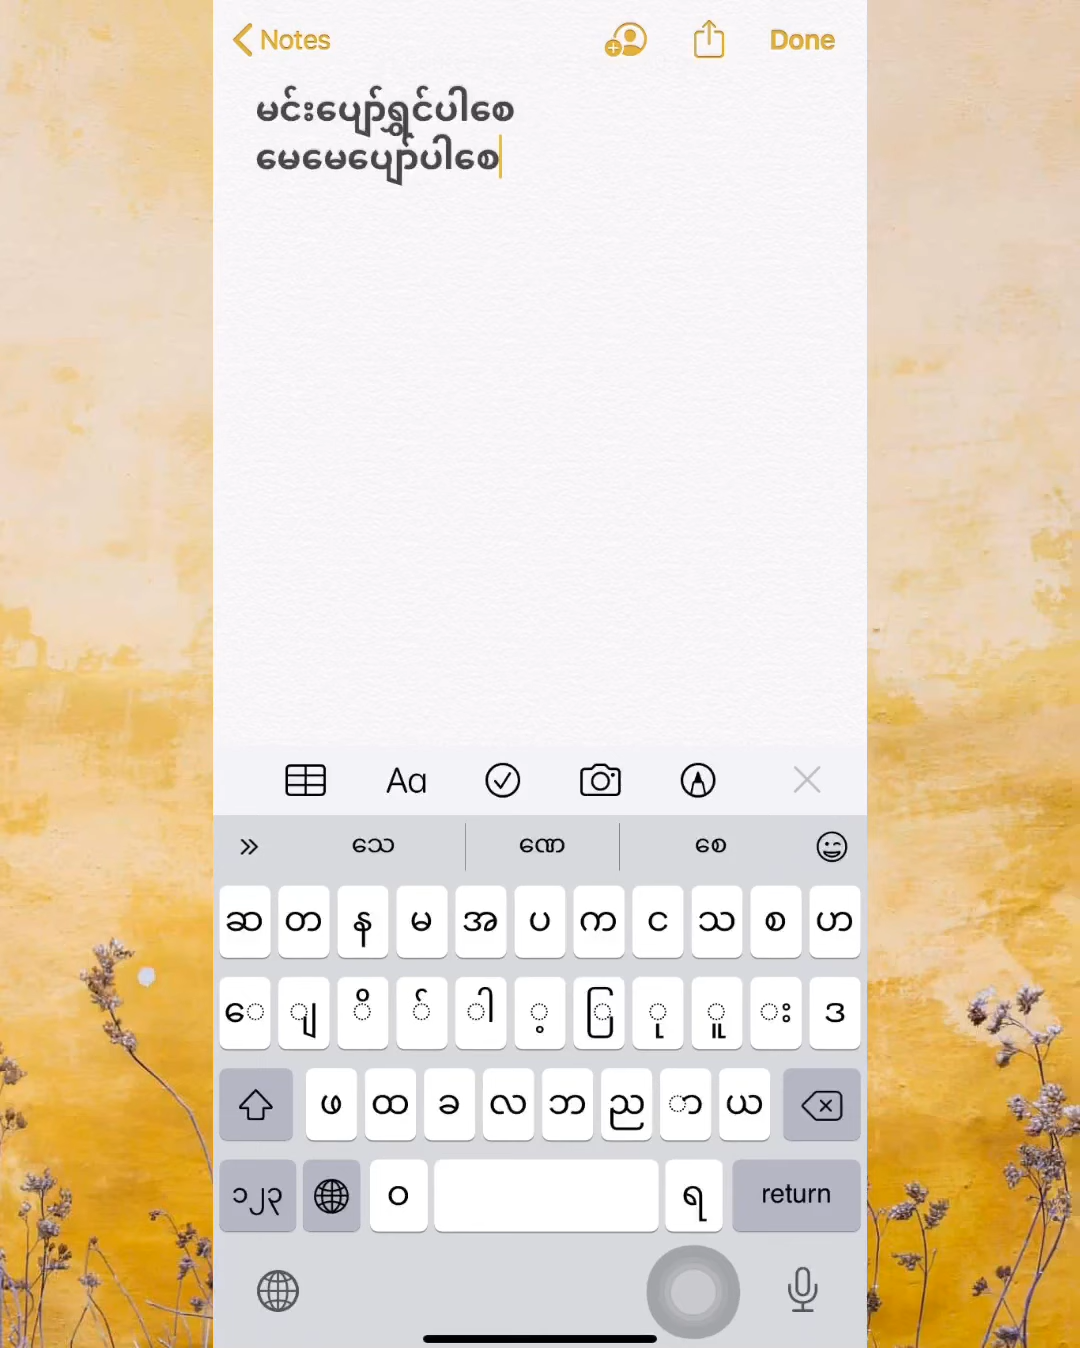 Notes
Done
မင်းပျော်ရွှင်ပါစေ
မေမေပျော်ပါစေ
Aa
သေ ဏေ စေ
ဆ တ န မ အ ပ က င သ စ ဟ
ေ ျ ိ ် ါ ့ ြ ု ူ း ဒ
ဖ ထ ခ လ ဘ ည ာ ယ
၁၂၃ ဝ ရ return